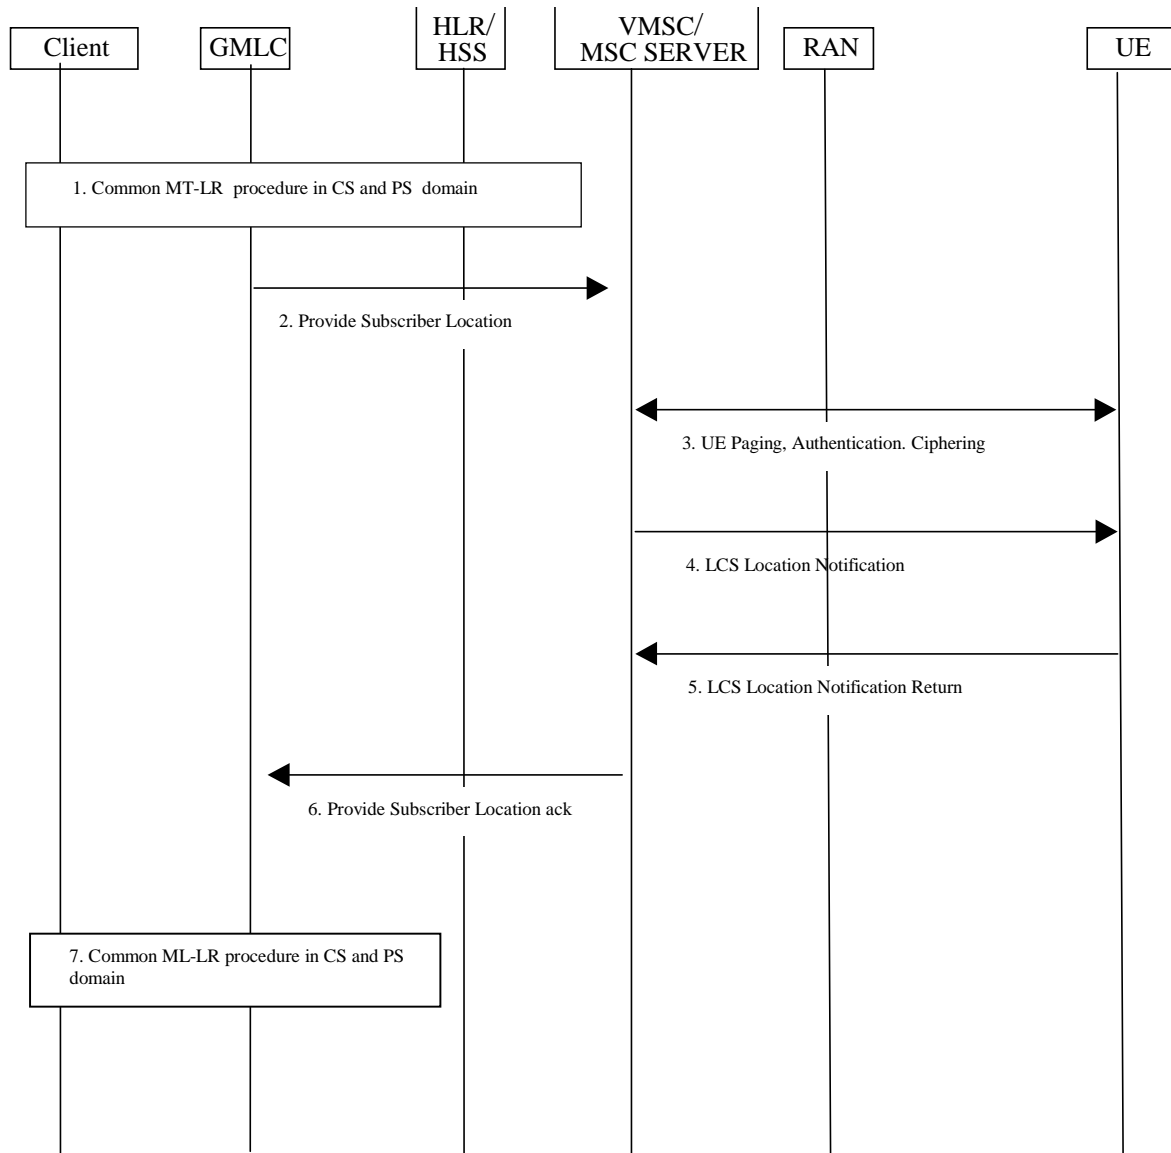 Client
GMLC
HLR/
HSS
VMSC/
MSC SERVER
RAN
UE
1. Common MT-LR procedure in CS and PS domain
2. Provide Subscriber Location
3. UE Paging, Authentication. Ciphering
4. LCS Location Notification
5. LCS Location Notification Return
6. Provide Subscriber Location ack
7. Common ML-LR procedure in CS and PS
domain